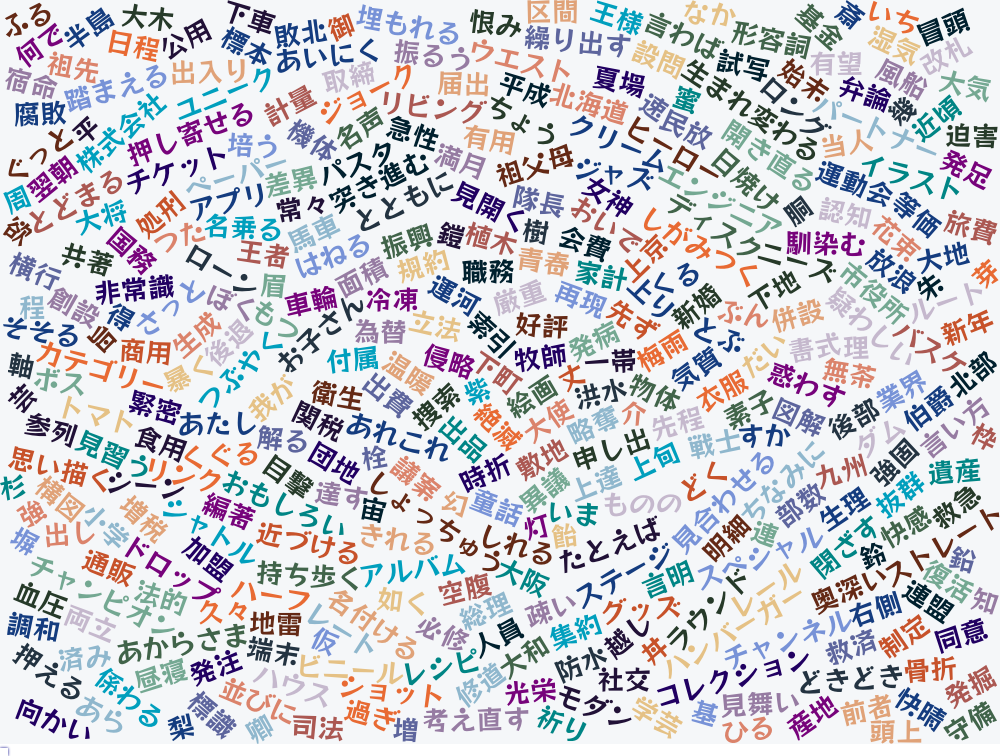 ふる
何で
半島
大木
下車
敗北
御
埋もれる
恨み
区間
王様
なか
基金
斎
いち
冒頭
祖先
日程
公用
標本
あいにく
振るう
ウエスト
繰り出す
設問
言わば
形容詞
有望
湿気
風船
改札
宿命
踏まえる
出入り
ユニーク
取締
ジョーク
届出
平成
北海道
夏場
速民放
蜜
生まれ変わる
試写
始末
ロング
弁論
パートナー
近頃
大気
腐敗
株式会社
計量
リビング
ちょう
クリーム
ヒーロー
開き直る
当人
迫害
ぐっと
平
押し寄せる
培う
機体
名声
急性
有用
祖父母
ジャズ
日焼け
イラスト
発足
周
翌朝
チケット
ペーパー
パスタ
満月
女神
エンジニア
運動会
等価
旅費
とどまる
大将
処刑
アプリ
差異
常々
突き進む
とともに
見開く
隊長
おいで
しがみつく
ディスク
胴
認知
花束
大地
国務
つた
名乗る
馬車
はねる
振興
鎧
植木
樹
会費
上京
ニーズ
馴染む
放浪
朱
芽
横行
共著
非常識
ローン
王者
眉
面積
規約
職務
青春
家計
くる
上り
下地
市役所
疑わしい
ルート
程
創設
得
たっと
ぼく
車輪
冷凍
運河
厳重
再現
新婚
ぶん
併設
新年
そそる
生成
後退
もつ
お子さん
為替
立法
索引
好評
発病
先ず
とぶ
書式
理
バスケ
軸
カテゴリー
商用
暴く
つぶやく
付属
温暖
侵略
下町
牧師
一帯
梅雨
気質
だい
無茶
北部
ボス
トマト
緊密
我が
衛生
出費
捜索
紫
絵画
丈
洪水
物体
衣服
惑わす
業界
伯爵
参列
食用
あたし
関税
あれこれ
出品
大使
略奪
介
先程
素子
図解
後部
ダム
言い方
枠
思い描く
見習う
リンク
くぐる
解る
団地
栓
議案
時折
敷地
申し出
上旬
戦士
すか
九州
強固
遺産
杉
横図
シーン
目撃
達す
宙
幻
童話
異議
上達
どく
見合わせる
ちなみに
部数
生理
抜群
救急
強
小学
増税
編著
おもしろい
しょっちゅう
いま
ものの
灯
飴
明細
連
快感
塀
出し
ドロップ
シャトル
近づける
きれる
しれる
たとえば
スペシャル
閉ざす
鈴
ストレート
鉛
通販
加盟
持ち歩く
アルバム
大阪
ステージ
言明
奥深い
復活
チャンピオン
法的
ハーフ
名付ける
如く
空腹
疎い
グッズ
ラウンド
レール
ハンバーガー
連盟
知
血圧
両立
久々
地雷
レート
仮
必修
総理
人員
集約
越し
丼
チャンネル
右側
調和
あからさま
端末
ビニール
レシピ
大和
防水
救済
制定
同意
押える
済み
昼寝
発注
ハウス
ショット
修道
光栄
社交
コレクション
どきどき
骨折
発掘
係わる
あら
標識
並びに
過ぎ
考え直す
モダン
学芸
見舞い
産地
前者
快晴
向かい
梨
卿
司法
増
祈り
基
ひる
頭上
守備